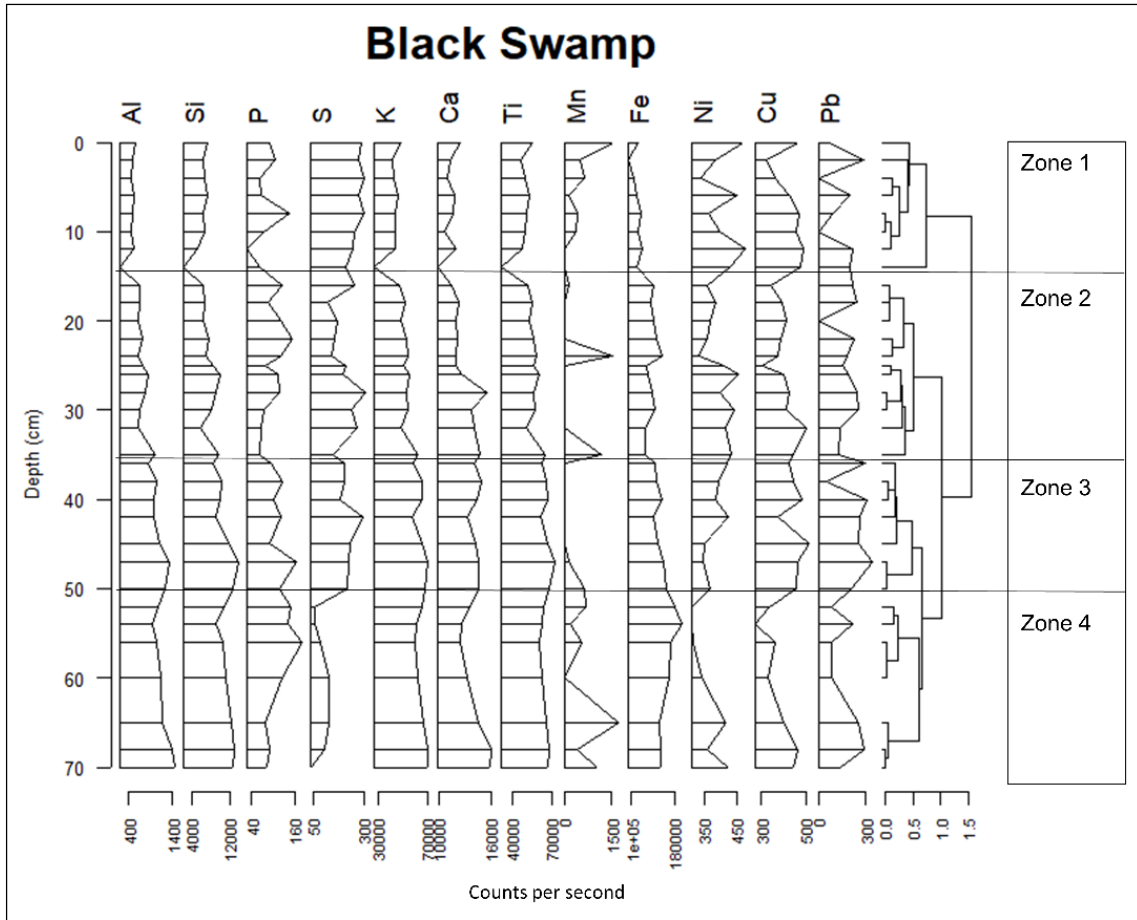 Black Swamp
Al Si P S K Ca Ti Mn Fe Ni Cu Pb
0
10
20
30
40
50
60
70
Depth (cm)
Zone 1
Zone 2
Zone 3
Zone 4
400 1400 4000 12000 40 160 50 300 30000 70000 10000 16000 40000 70000 0 1500 1e+05 180000 350 450 300 500 0 300 0.0 0.5 1.0 1.5
Counts per second